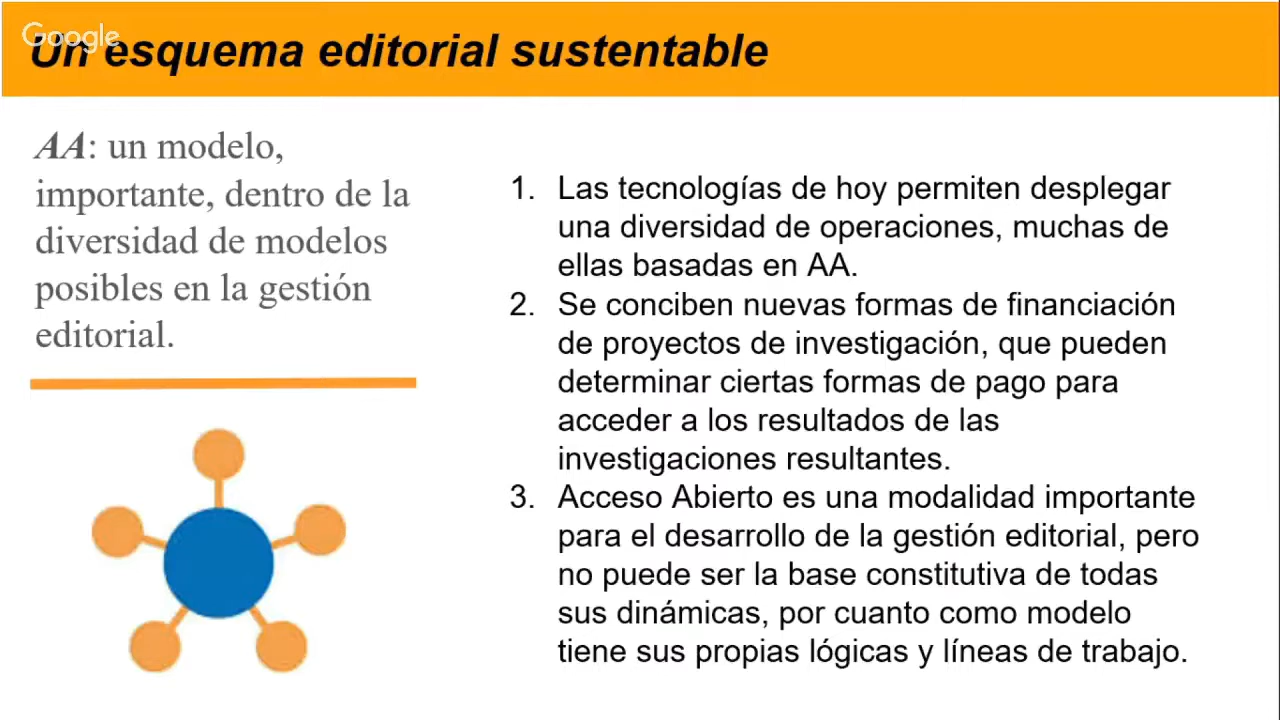 Google
Un esquema editorial sustentable
AA: un modelo,
importante, dentro de la
diversidad de modelos
posibles en la gestión
editorial.
1. Las tecnologías de hoy permiten desplegar
una diversidad de operaciones, muchas de
ellas basadas en AA.
2. Se conciben nuevas formas de financiación
de proyectos de investigación, que pueden
determinar ciertas formas de pago para
acceder a los resultados de las
investigaciones resultantes.
3. Acceso Abierto es una modalidad importante
para el desarrollo de la gestión editorial, pero
no puede ser la base constitutiva de todas
sus dinámicas, por cuanto como modelo
tiene sus propias lógicas y líneas de trabajo.